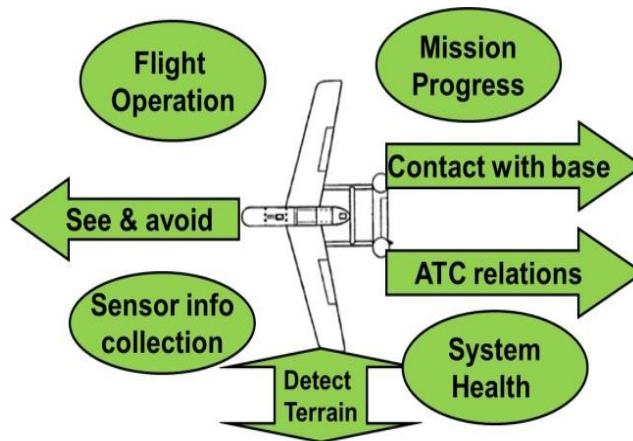 Flight
Operation
Mission
Progress
Contact with base
See & avoid
ATC relations
Sensor info
collection
System
Health
Detect
Terrain